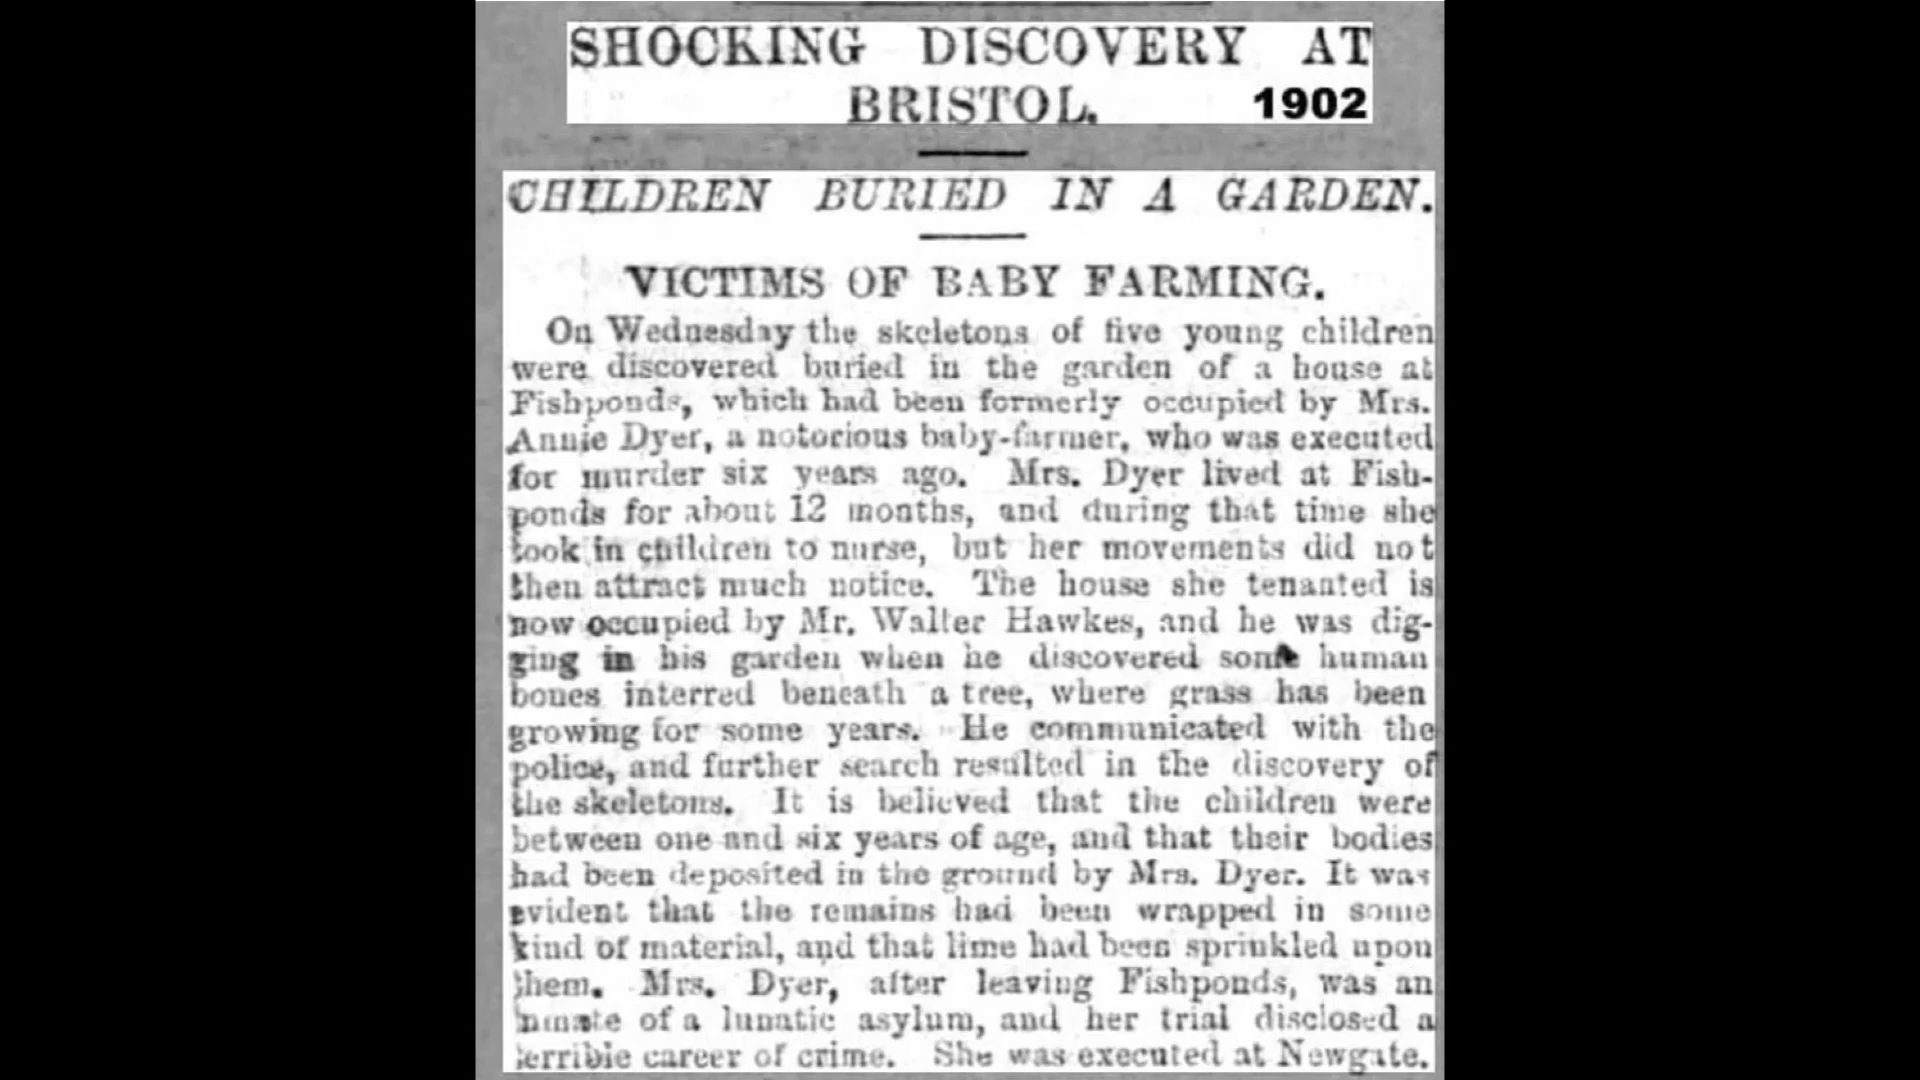 SHOCKING DISCOVERY AT
BRISTOL.
1902
CHILDREN BURIED IN A GARDEN.
VICTIMS OF BABY FARMING.
On Wednesday the skeletons of five young children
were discovered buried in the garden of a house at
Fishponds, which had been formerly occupied by Mrs.
Annie Dyer, a notorious baby-farmer, who was executed
for murder six years ago. Mrs. Dyer lived at Fish-
ponds for about 12 months, and during that time she
took in children to nurse, but her movements did not
then attract much notice. The house she tenanted is
now occupied by Mr. Walter Hawkes, and he was dig-
ging in his garden when he discovered some human
bones interred beneath a tree, where grass has been
growing for some years. He communicated with the
police, and further search resulted in the discovery of
the skeletons. It is believed that the children were
between one and six years of age, and that their bodies
had been deposited in the ground by Mrs. Dyer. It was
evident that the remains had been wrapped in some
kind of material, and that lime had been sprinkled upon
them. Mrs. Dyer, after leaving Fishponds, was an
inmate of a lunatic asylum, and her trial disclosed a
terrible career of crime. She was executed at Newgate.